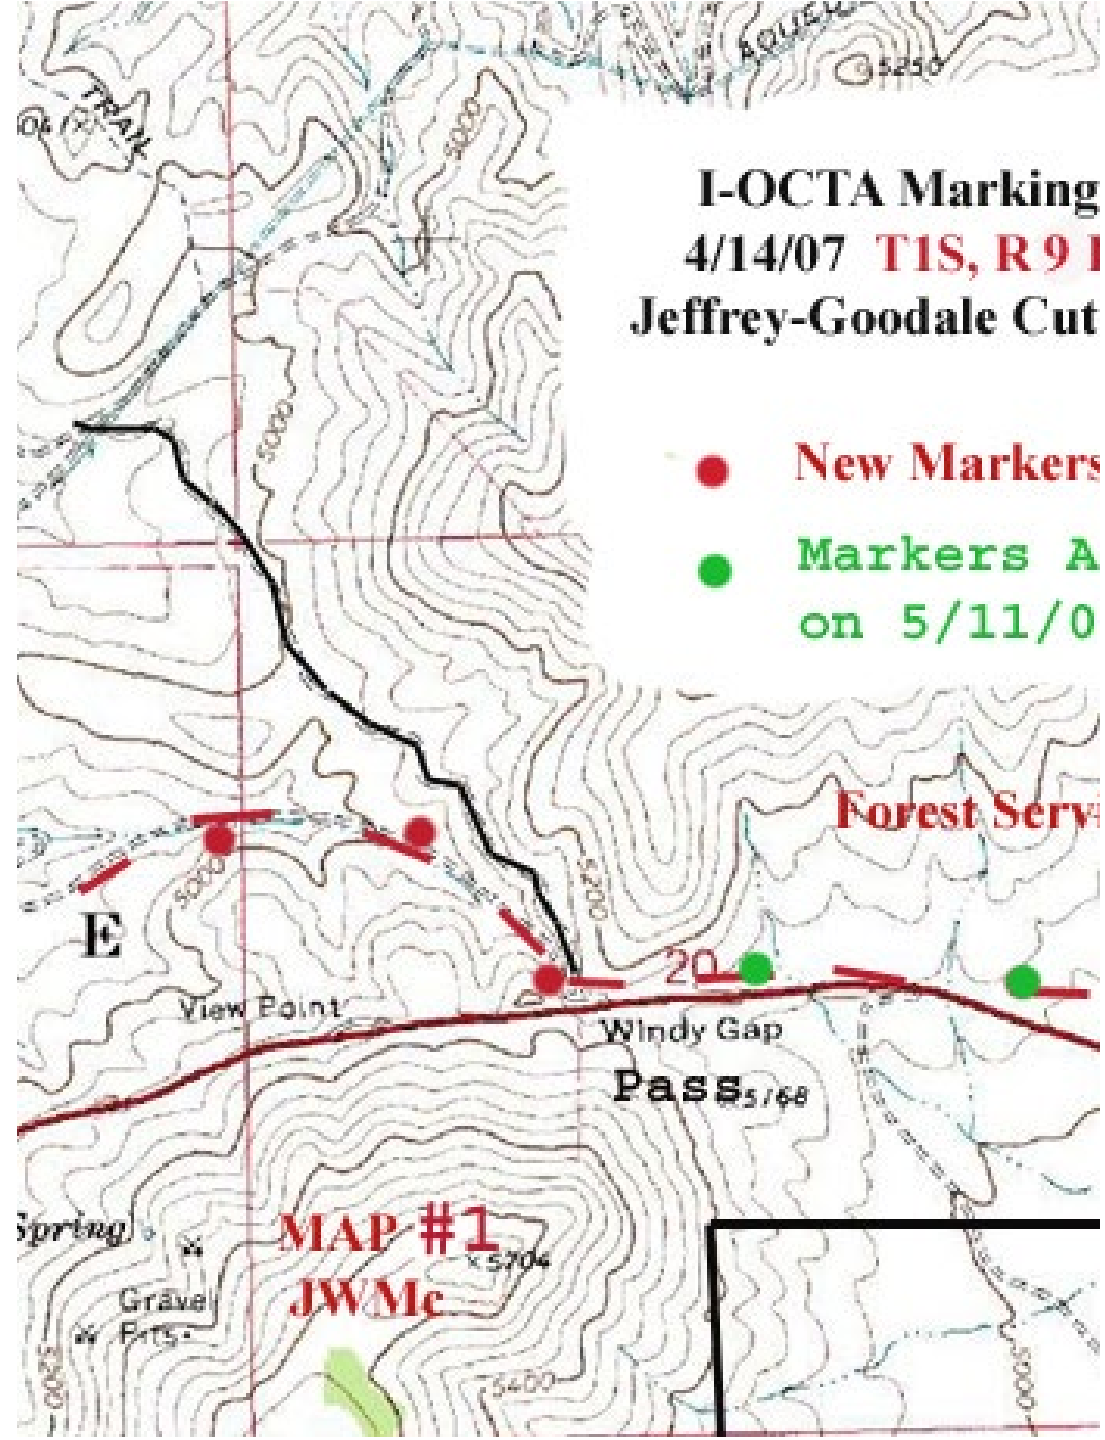 5250
TRAIL
5000
I-OCTA Marking
4/14/07 T1S, R 9
Jeffrey-Goodale Cut
5000
New Markers
Markers A
on 5/11/0
Forest Servi
5000
5200
E
20
View Point
Windy Gap
Pass 5168
Spring
MAP #1
x 5704
JWMc
Gravel
Pits
5200
5400
5000